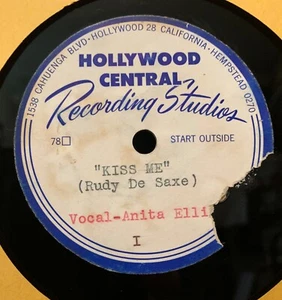 1538 CAHUENGA BLVD · HOLLYWOOD 28 CALIFORNIA · HEMPSTEAD 0270
HOLLYWOOD
CENTRAL
Recording Studios
78□ START OUTSIDE
"KISS ME"
(Rudy De Saxe)
Vocal-Anita Elli
I